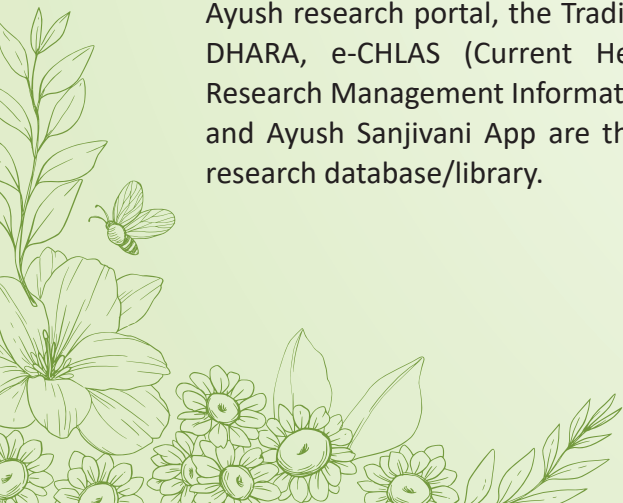 Ayush research portal, the Tradi
DHARA, e-CHLAS (Current He
Research Management Informat
and Ayush Sanjivani App are th
research database/library.